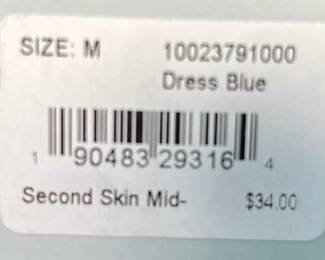 SIZE: M 10023791000
Dress Blue
1 90483 29316 4
Second Skin Mid- $34.00